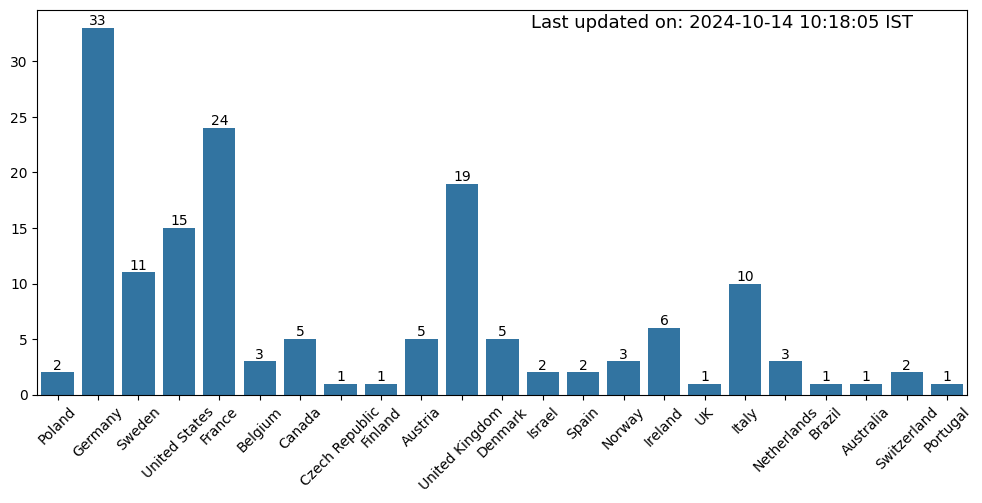 Last updated on: 2024-10-14 10:18:05 IST
33
24
19
15
11
10
6
5
5
5
3
3
3
2
2
2
2
1
1
1
1
1
1
30
25
20
15
10
5
0
Poland
Germany
Sweden
United States
France
Belgium
Canada
Czech Republic
Finland
Austria
United Kingdom
Denmark
Israel
Spain
Norway
Ireland
UK
Italy
Netherlands
Brazil
Australia
Switzerland
Portugal